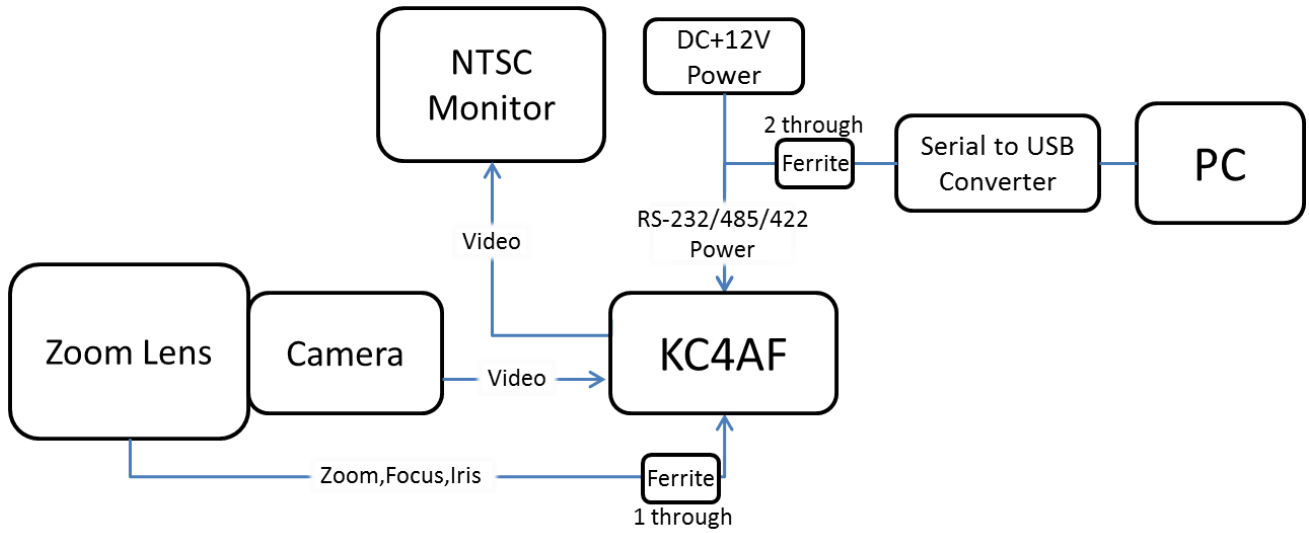 NTSC
Monitor
DC+12V
Power
2 through
Ferrite
Serial to USB
Converter
PC
RS-232/485/422
Power
Video
Zoom Lens
Camera
Video
KC4AF
Zoom,Focus,Iris
Ferrite
1 through